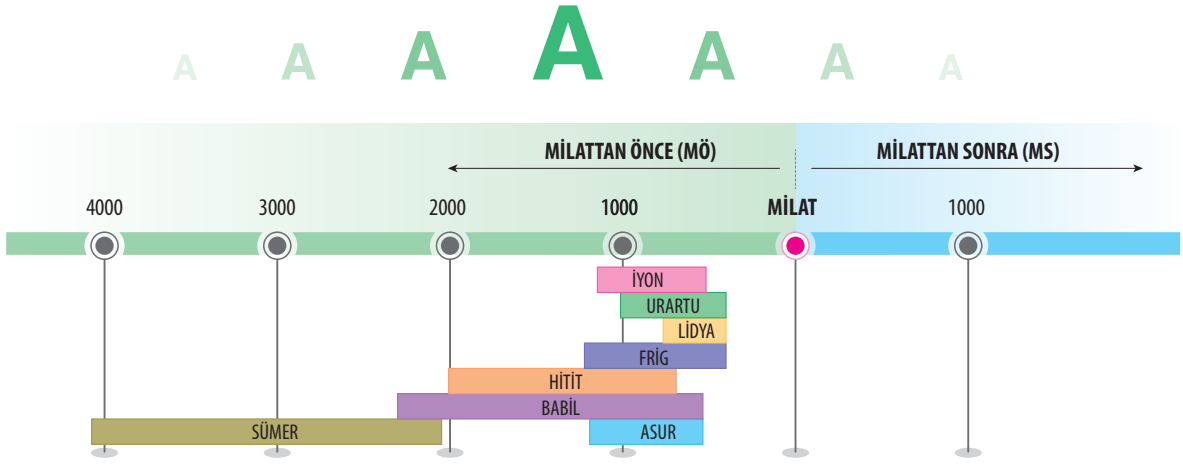 A A A A A A A
MİLATTAN ÖNCE (MÖ) MİLATTAN SONRA (MS)
4000 3000 2000 1000 MİLAT 1000
İYON
URARTU
LİDYA
FRİG
HİTİT
BABİL
SÜMER ASUR